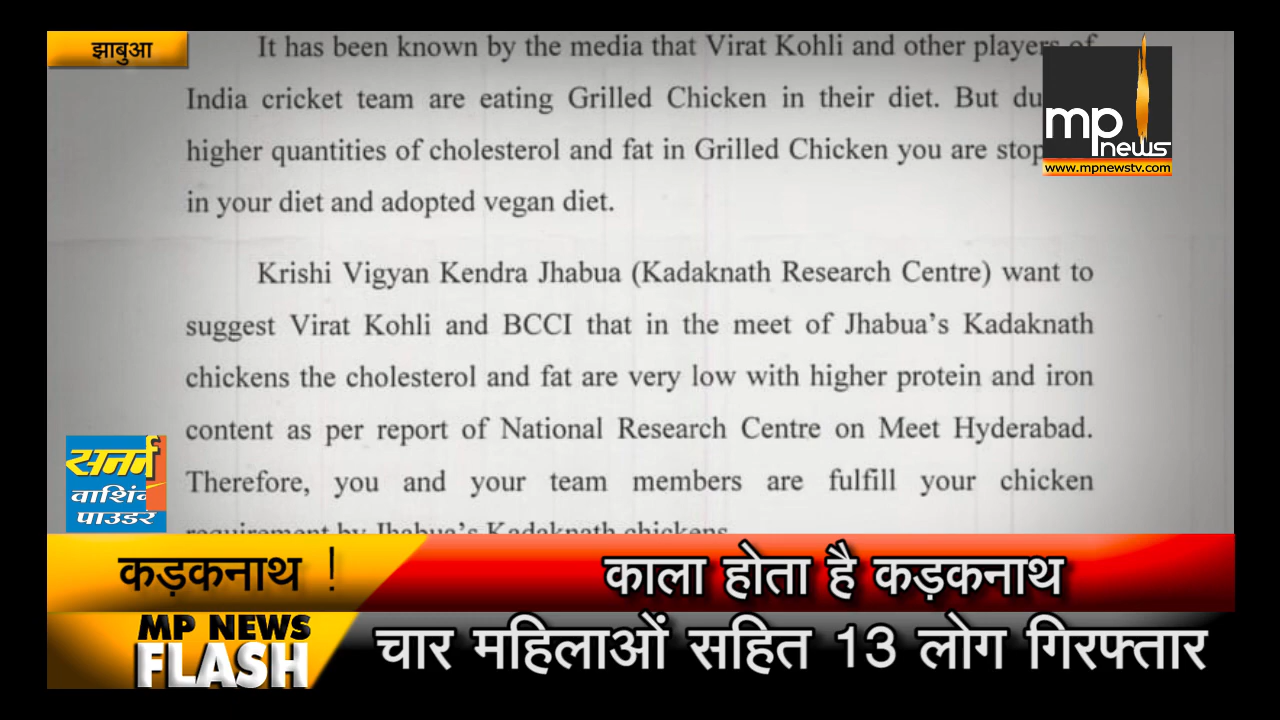 झाबुआ
It has been known by the media that Virat Kohli and other players of
India cricket team are eating Grilled Chicken in their diet. But du
higher quantities of cholesterol and fat in Grilled Chicken you are stop
in your diet and adopted vegan diet.
mp news
www.mpnewstv.com
Krishi Vigyan Kendra Jhabua (Kadaknath Research Centre) want to
suggest Virat Kohli and BCCI that in the meet of Jhabua's Kadaknath
chickens the cholesterol and fat are very low with higher protein and iron
content as per report of National Research Centre on Meet Hyderabad.
Therefore, you and your team members are fulfill your chicken
requirement by Jhabua's Kadaknath chickens.
वाशिं
पाउडर
कड़कनाथ !
काला होता है कड़कनाथ
MP NEWS
FLASH
चार महिलाओं सहित 13 लोग गिरफ्तार